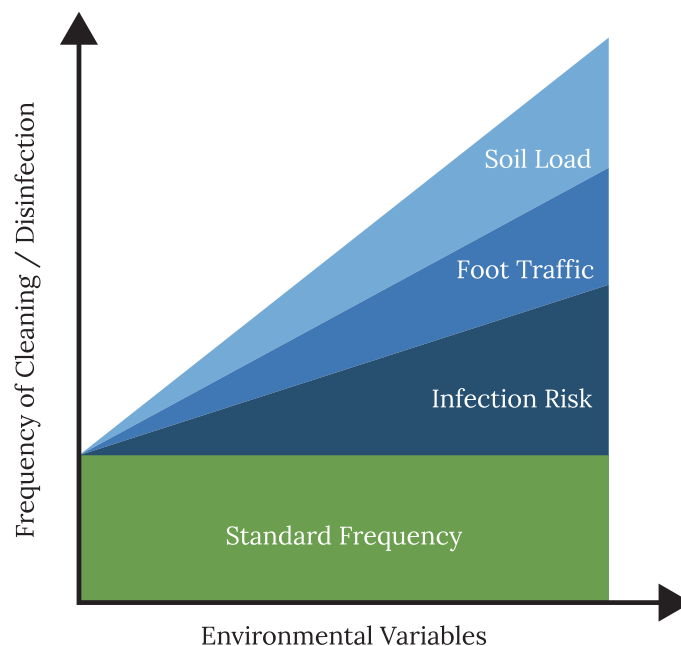 Frequency of Cleaning / Disinfection
Soil Load
Foot Traffic
Infection Risk
Standard Frequency
Environmental Variables